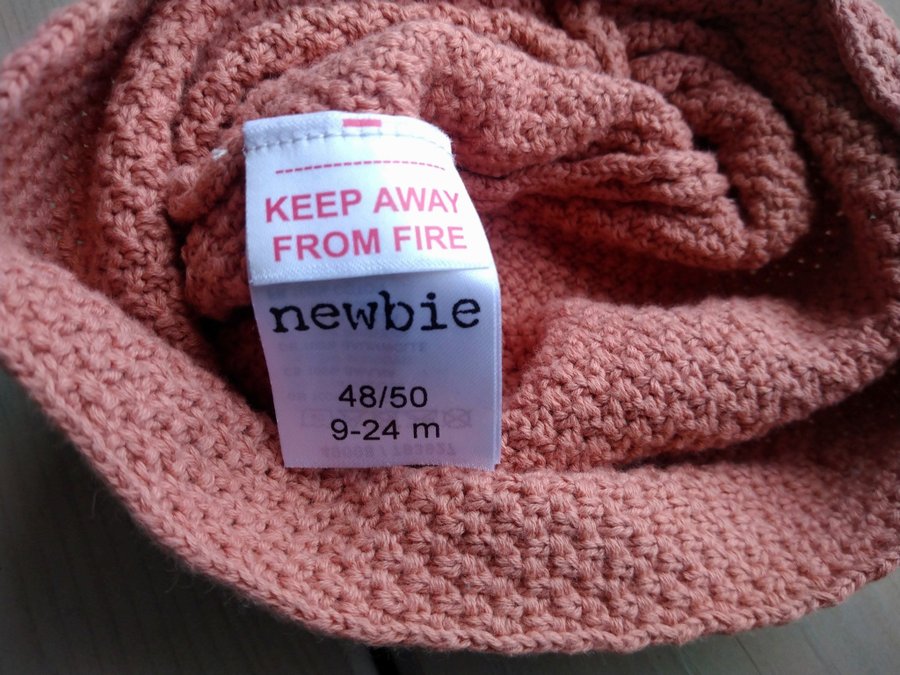 KEEP AWAY
FROM FIRE
newbie
48/50
9-24 m